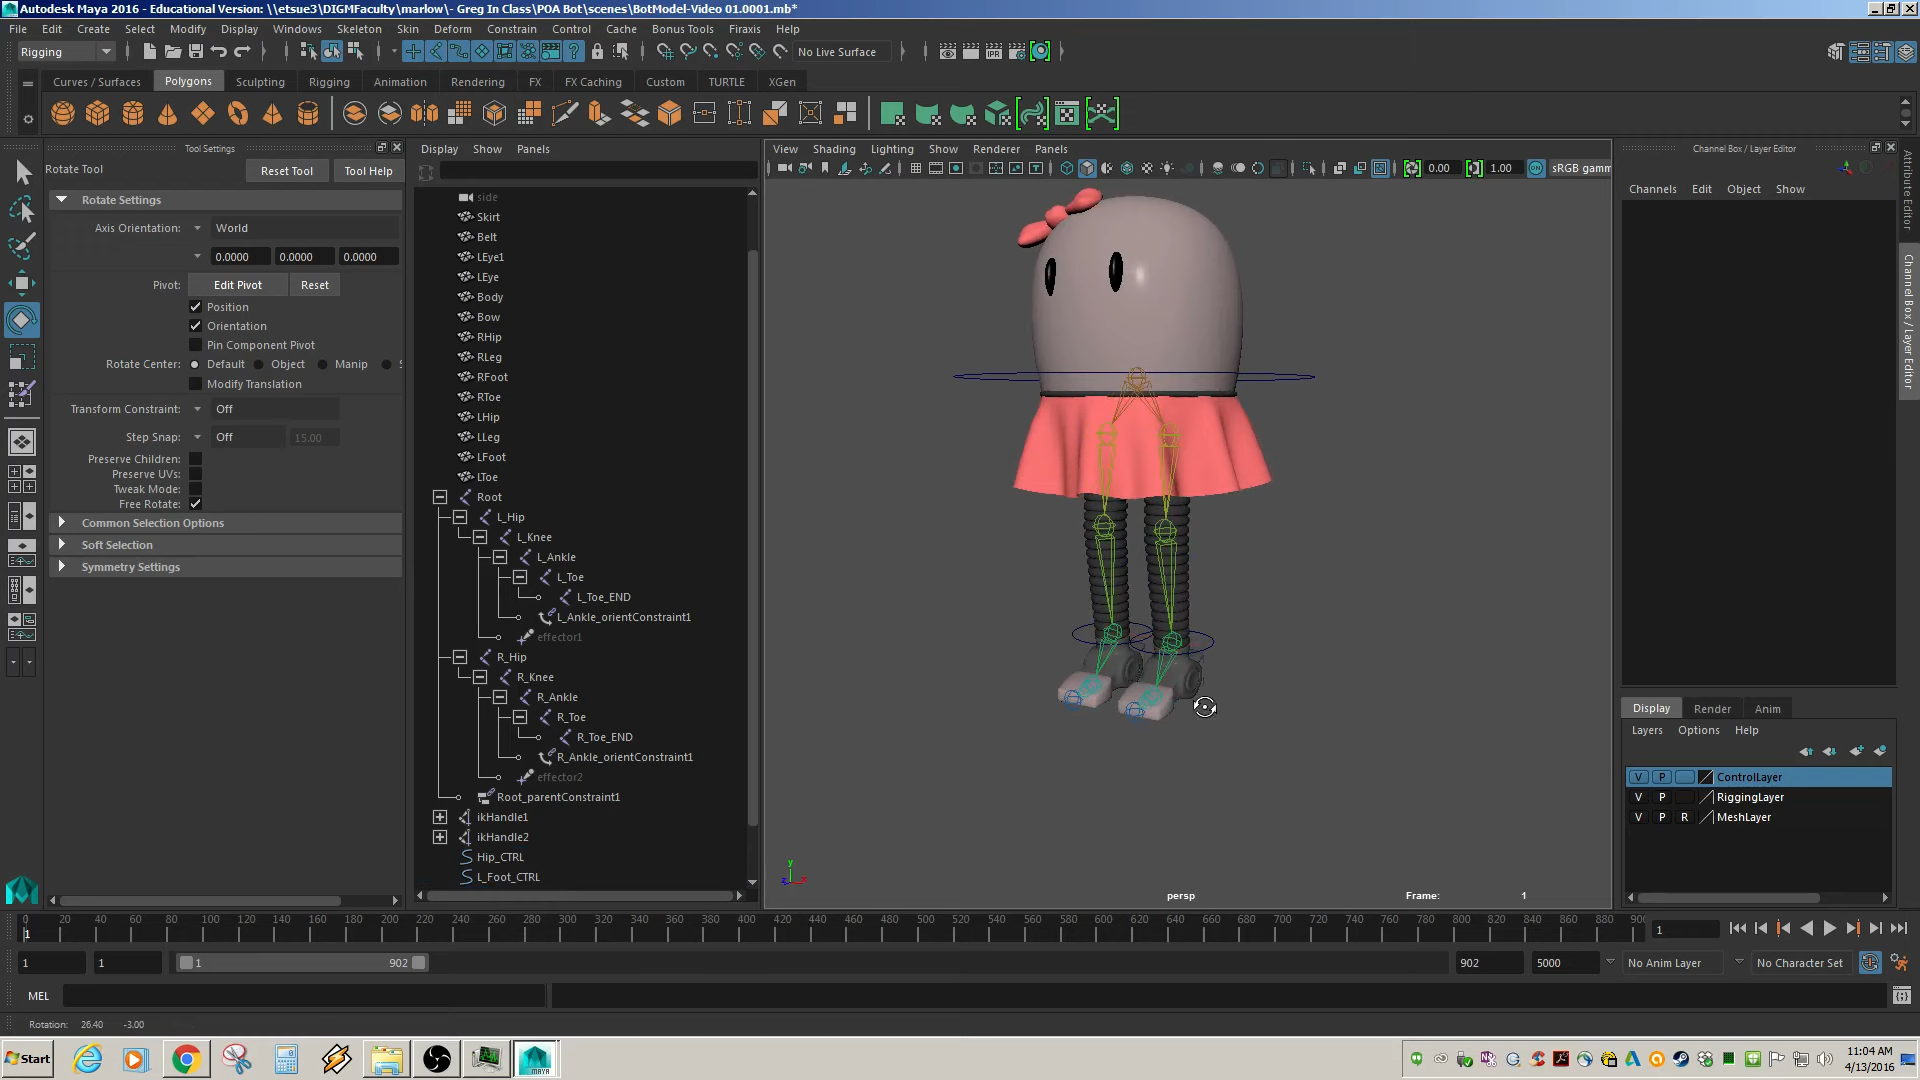 Autodesk Maya 2016 - Educational Version: \\etsue3\DIGMFaculty\marlow\- Greg In Class\POA Bot\scenes\BotModel-Video 01.0001.mb*
File Edit Create Select Modify Display Windows Skeleton Skin Deform Constrain Control Cache Bonus Tools Firaxis Help
Rigging No Live Surface
Curves / Surfaces Polygons Sculpting Rigging Animation Rendering FX FX Caching Custom TURTLE XGen
Tool Settings
Rotate Tool Reset Tool Tool Help
Rotate Settings
Axis Orientation: World
0.0000 0.0000 0.0000
Pivot: Edit Pivot Reset
Position
Orientation
Pin Component Pivot
Rotate Center: Default Object Manip
Modify Translation
Transform Constraint: Off
Step Snap: Off 15.00
Preserve Children:
Preserve UVs:
Tweak Mode:
Free Rotate:
Common Selection Options
Soft Selection
Symmetry Settings
Display Show Panels
side
Skirt
Belt
LEye1
LEye
Body
Bow
RHip
RLeg
RFoot
RToe
LHip
LLeg
LFoot
LToe
Root
L_Hip
L_Knee
L_Ankle
L_Toe
L_Toe_END
L_Ankle_orientConstraint1
effector1
R_Hip
R_Knee
R_Ankle
R_Toe
R_Toe_END
R_Ankle_orientConstraint1
effector2
Root_parentConstraint1
ikHandle1
ikHandle2
Hip_CTRL
L_Foot_CTRL
View Shading Lighting Show Renderer Panels
0.00 1.00 sRGB gamm
persp Frame: 1
y
x
z
Channel Box / Layer Editor
Channels Edit Object Show
Attribute Editor
Channel Box / Layer Editor
Display Render Anim
Layers Options Help
V P ControlLayer
V P RiggingLayer
V P R MeshLayer
0 20 40 60 80 100 120 140 160 180 200 220 240 260 280 300 320 340 360 380 400 420 440 460 480 500 520 540 560 580 600 620 640 660 680 700 720 740 760 780 800 820 840 860 880 900
1 1
1 1 1 902 902 5000 No Anim Layer No Character Set
MEL
Rotation: 26.40 -3.00
Start MAYA 11:04 AM
4/13/2016